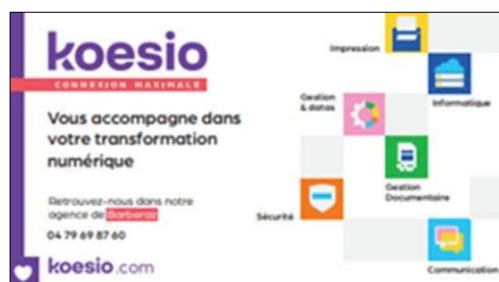 koesio
CONNEXION MAXIMALE
Vous accompagne dans
votre transformation
numérique
Retrouvez-nous dans notre
agence de Barberaz
04 79 69 87 60
koesio.com
Impression
Informatique
Gestion
& datas
Gestion
Documentaire
Sécurité
Communication